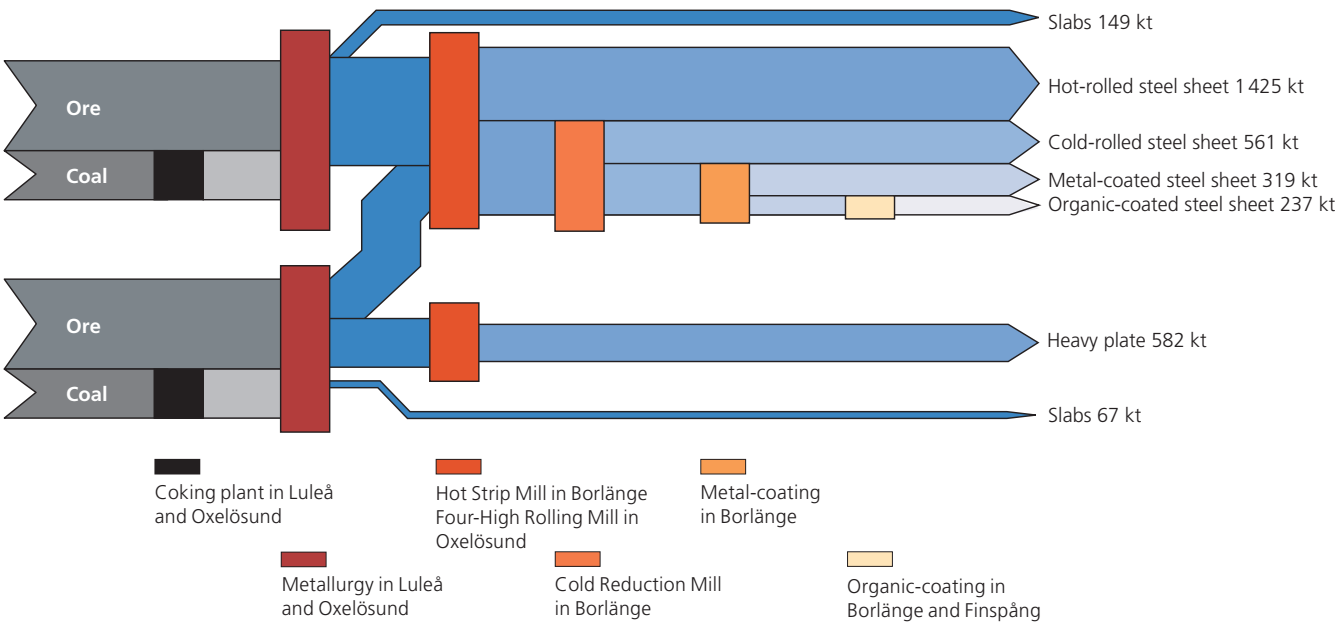 Slabs 149 kt
Ore
Hot-rolled steel sheet 1 425 kt
Cold-rolled steel sheet 561 kt
Coal
Metal-coated steel sheet 319 kt
Organic-coated steel sheet 237 kt
Ore
Heavy plate 582 kt
Coal
Slabs 67 kt
Coking plant in Luleå
and Oxelösund
Hot Strip Mill in Borlänge
Four-High Rolling Mill in
Oxelösund
Metal-coating
in Borlänge
Metallurgy in Luleå
and Oxelösund
Cold Reduction Mill
in Borlänge
Organic-coating in
Borlänge and Finspång